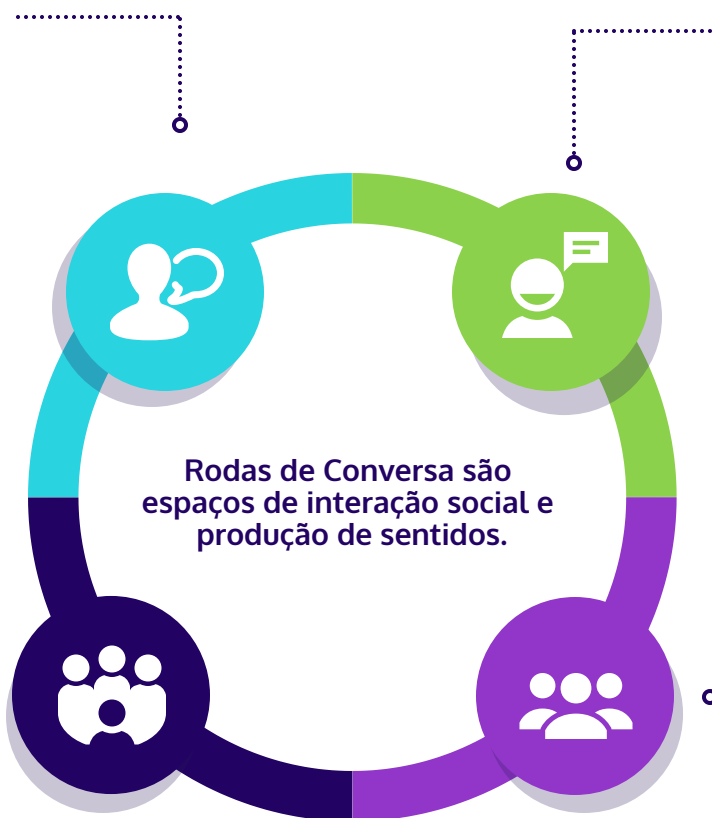 Rodas de Conversa são
espaços de interação social e
produção de sentidos.